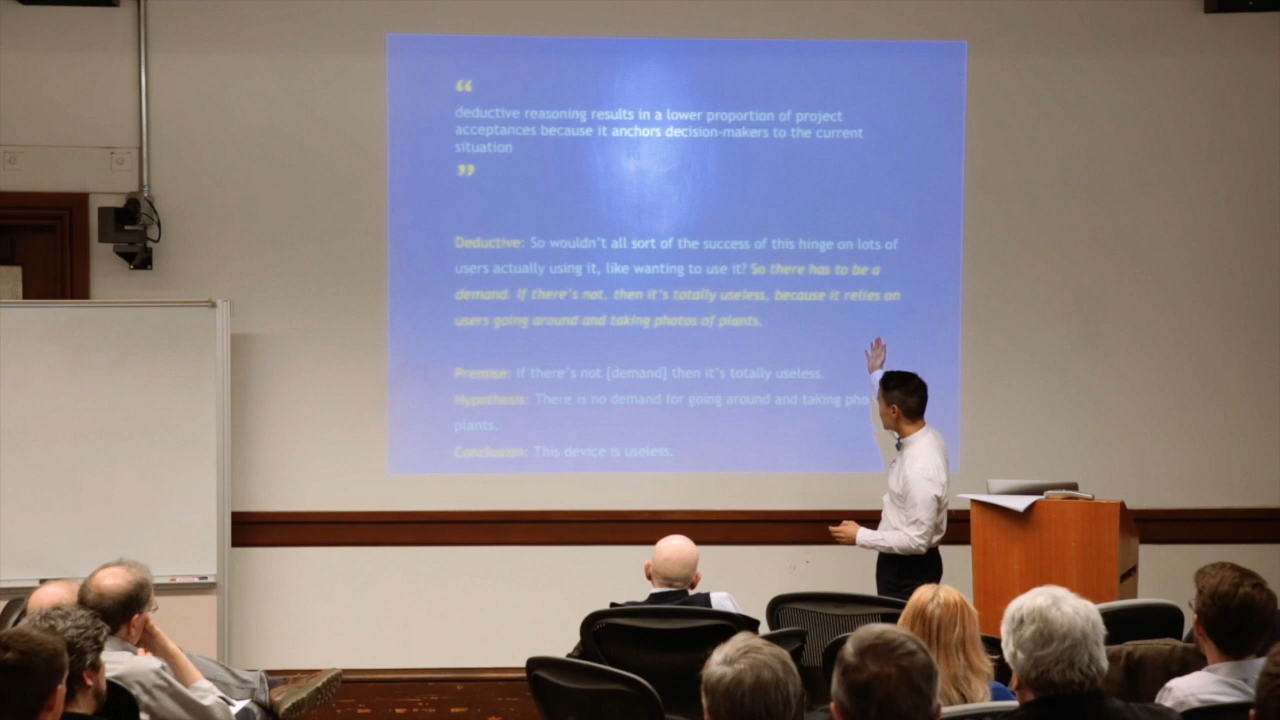 “
deductive reasoning results in a lower proportion of project
acceptances because it anchors decision-makers to the current
situation
”
Deductive: So wouldn't all sort of the success of this hinge on lots of
users actually using it, like wanting to use it? So there has to be a
demand. If there's not, then it's totally useless, because it relies on
users going around and taking photos of plants.
Premise: If there's not [demand] then it's totally useless.
Hypothesis: There is no demand for going around and taking pho
plants.
Conclusion: This device is useless.